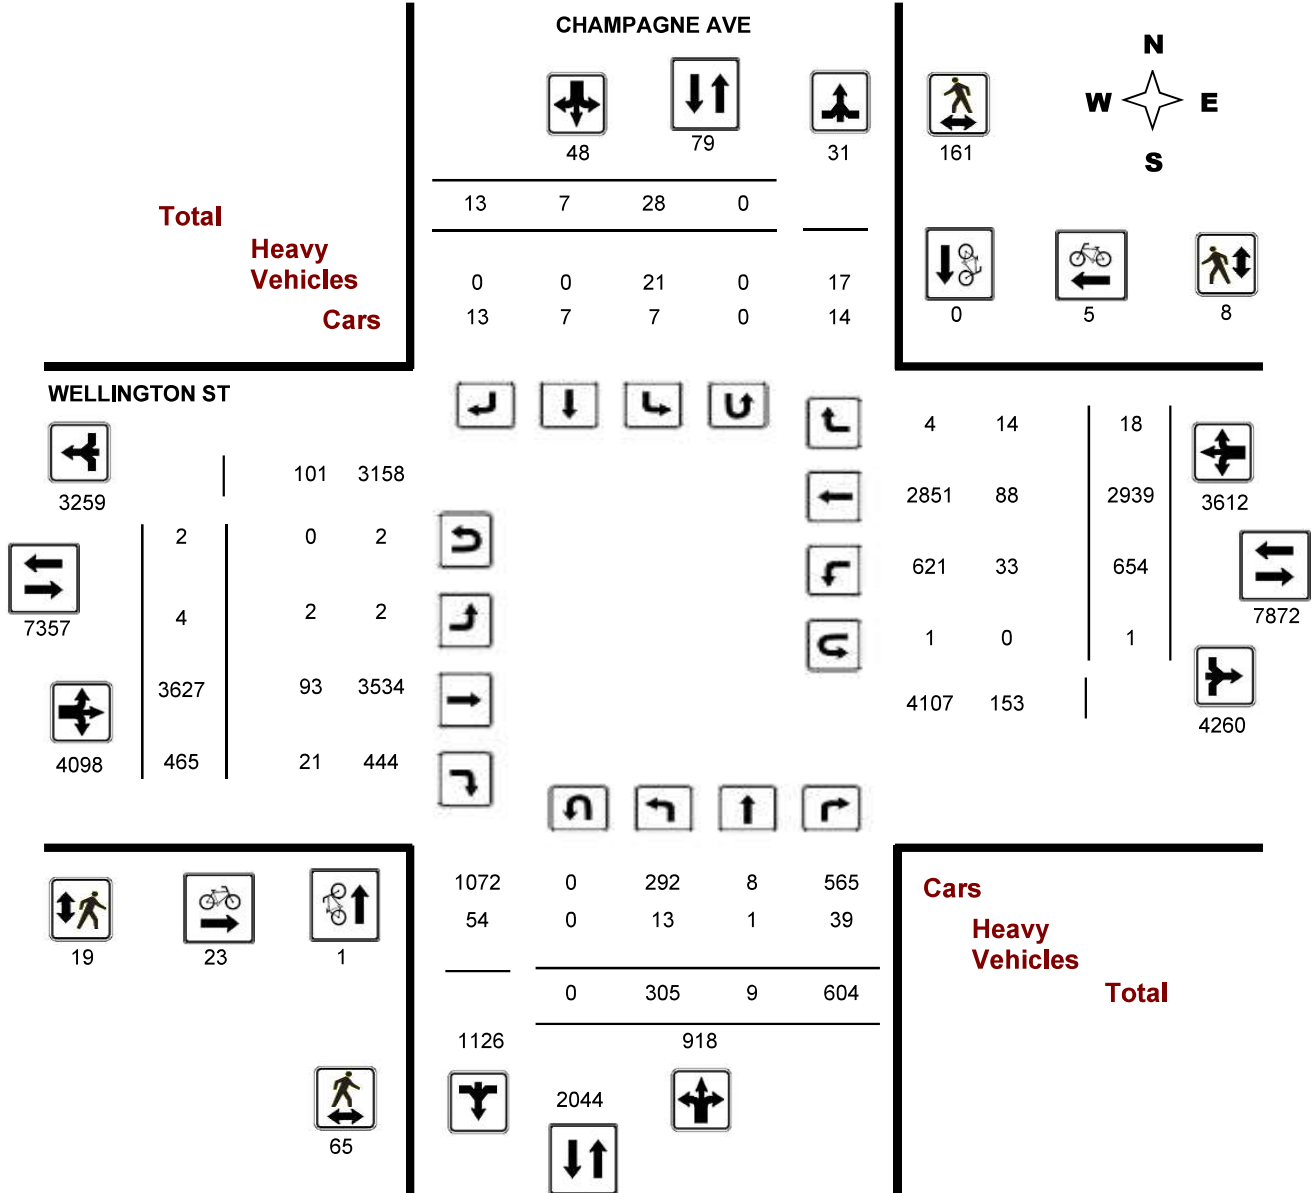 CHAMPAGNE AVE
N
W E
S
48 79 31 161
13 7 28 0
Total
Heavy
Vehicles
Cars
0 0 21 0 17
13 7 7 0 14
0 5 8
WELLINGTON ST
3259
101 3158
2 0 2
7357
4 2 2
3627 93 3534
4098
465 21 444
4 14 18
2851 88 2939
3612
621 33 654
7872
1 0 1
4107 153
4260
1072 0 292 8 565
54 0 13 1 39
0 305 9 604
1126 918
2044
19 23 1
65
Cars
Heavy
Vehicles
Total